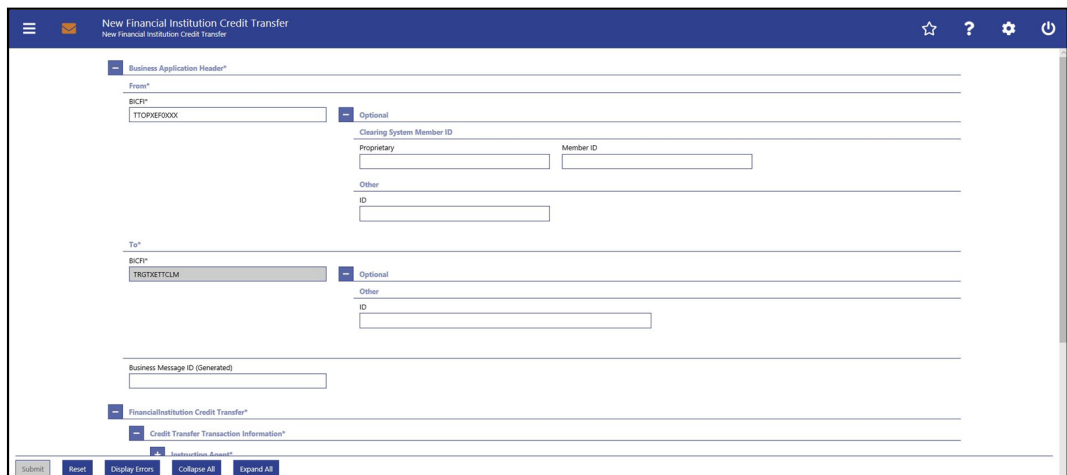 New Financial Institution Credit Transfer
New Financial Institution Credit Transfer
Business Application Header*
From*
BICFI*
TTOPXEF0XXX
Optional
Clearing System Member ID
Proprietary Member ID
Other
ID
To*
BICFI*
TRGTXETTCLM
Optional
Other
ID
Business Message ID (Generated)
FinancialInstitution Credit Transfer*
Credit Transfer Transaction Information*
Instructing Agent*
Submit Reset Display Errors Collapse All Expand All